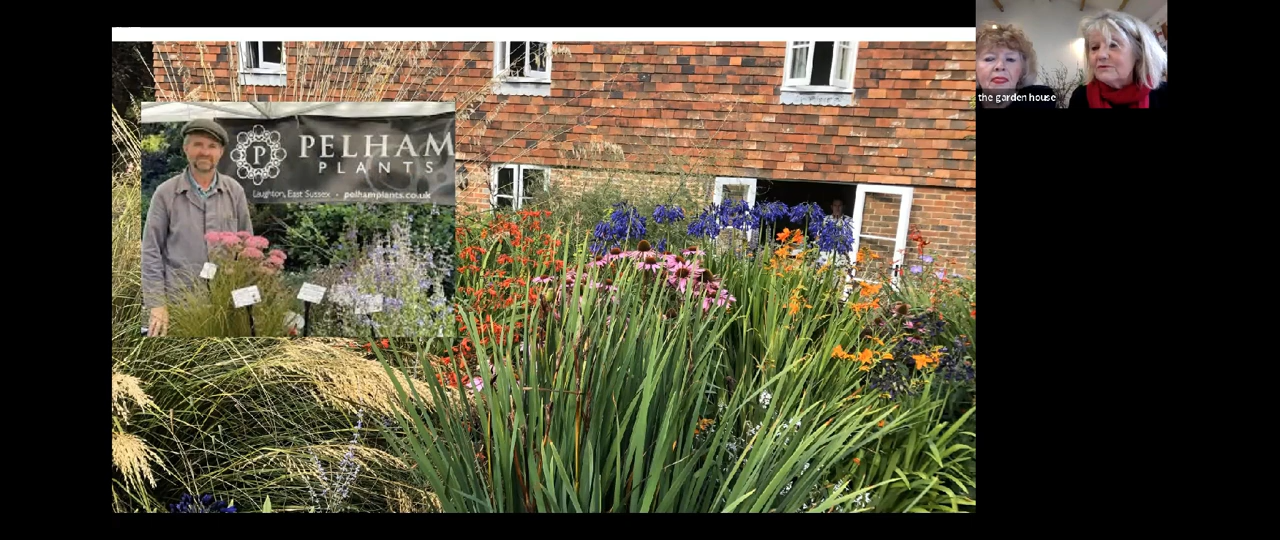 P
PELHAM
PLANTS
Laughton, East Sussex - pelhamplants.co.uk
the garden house